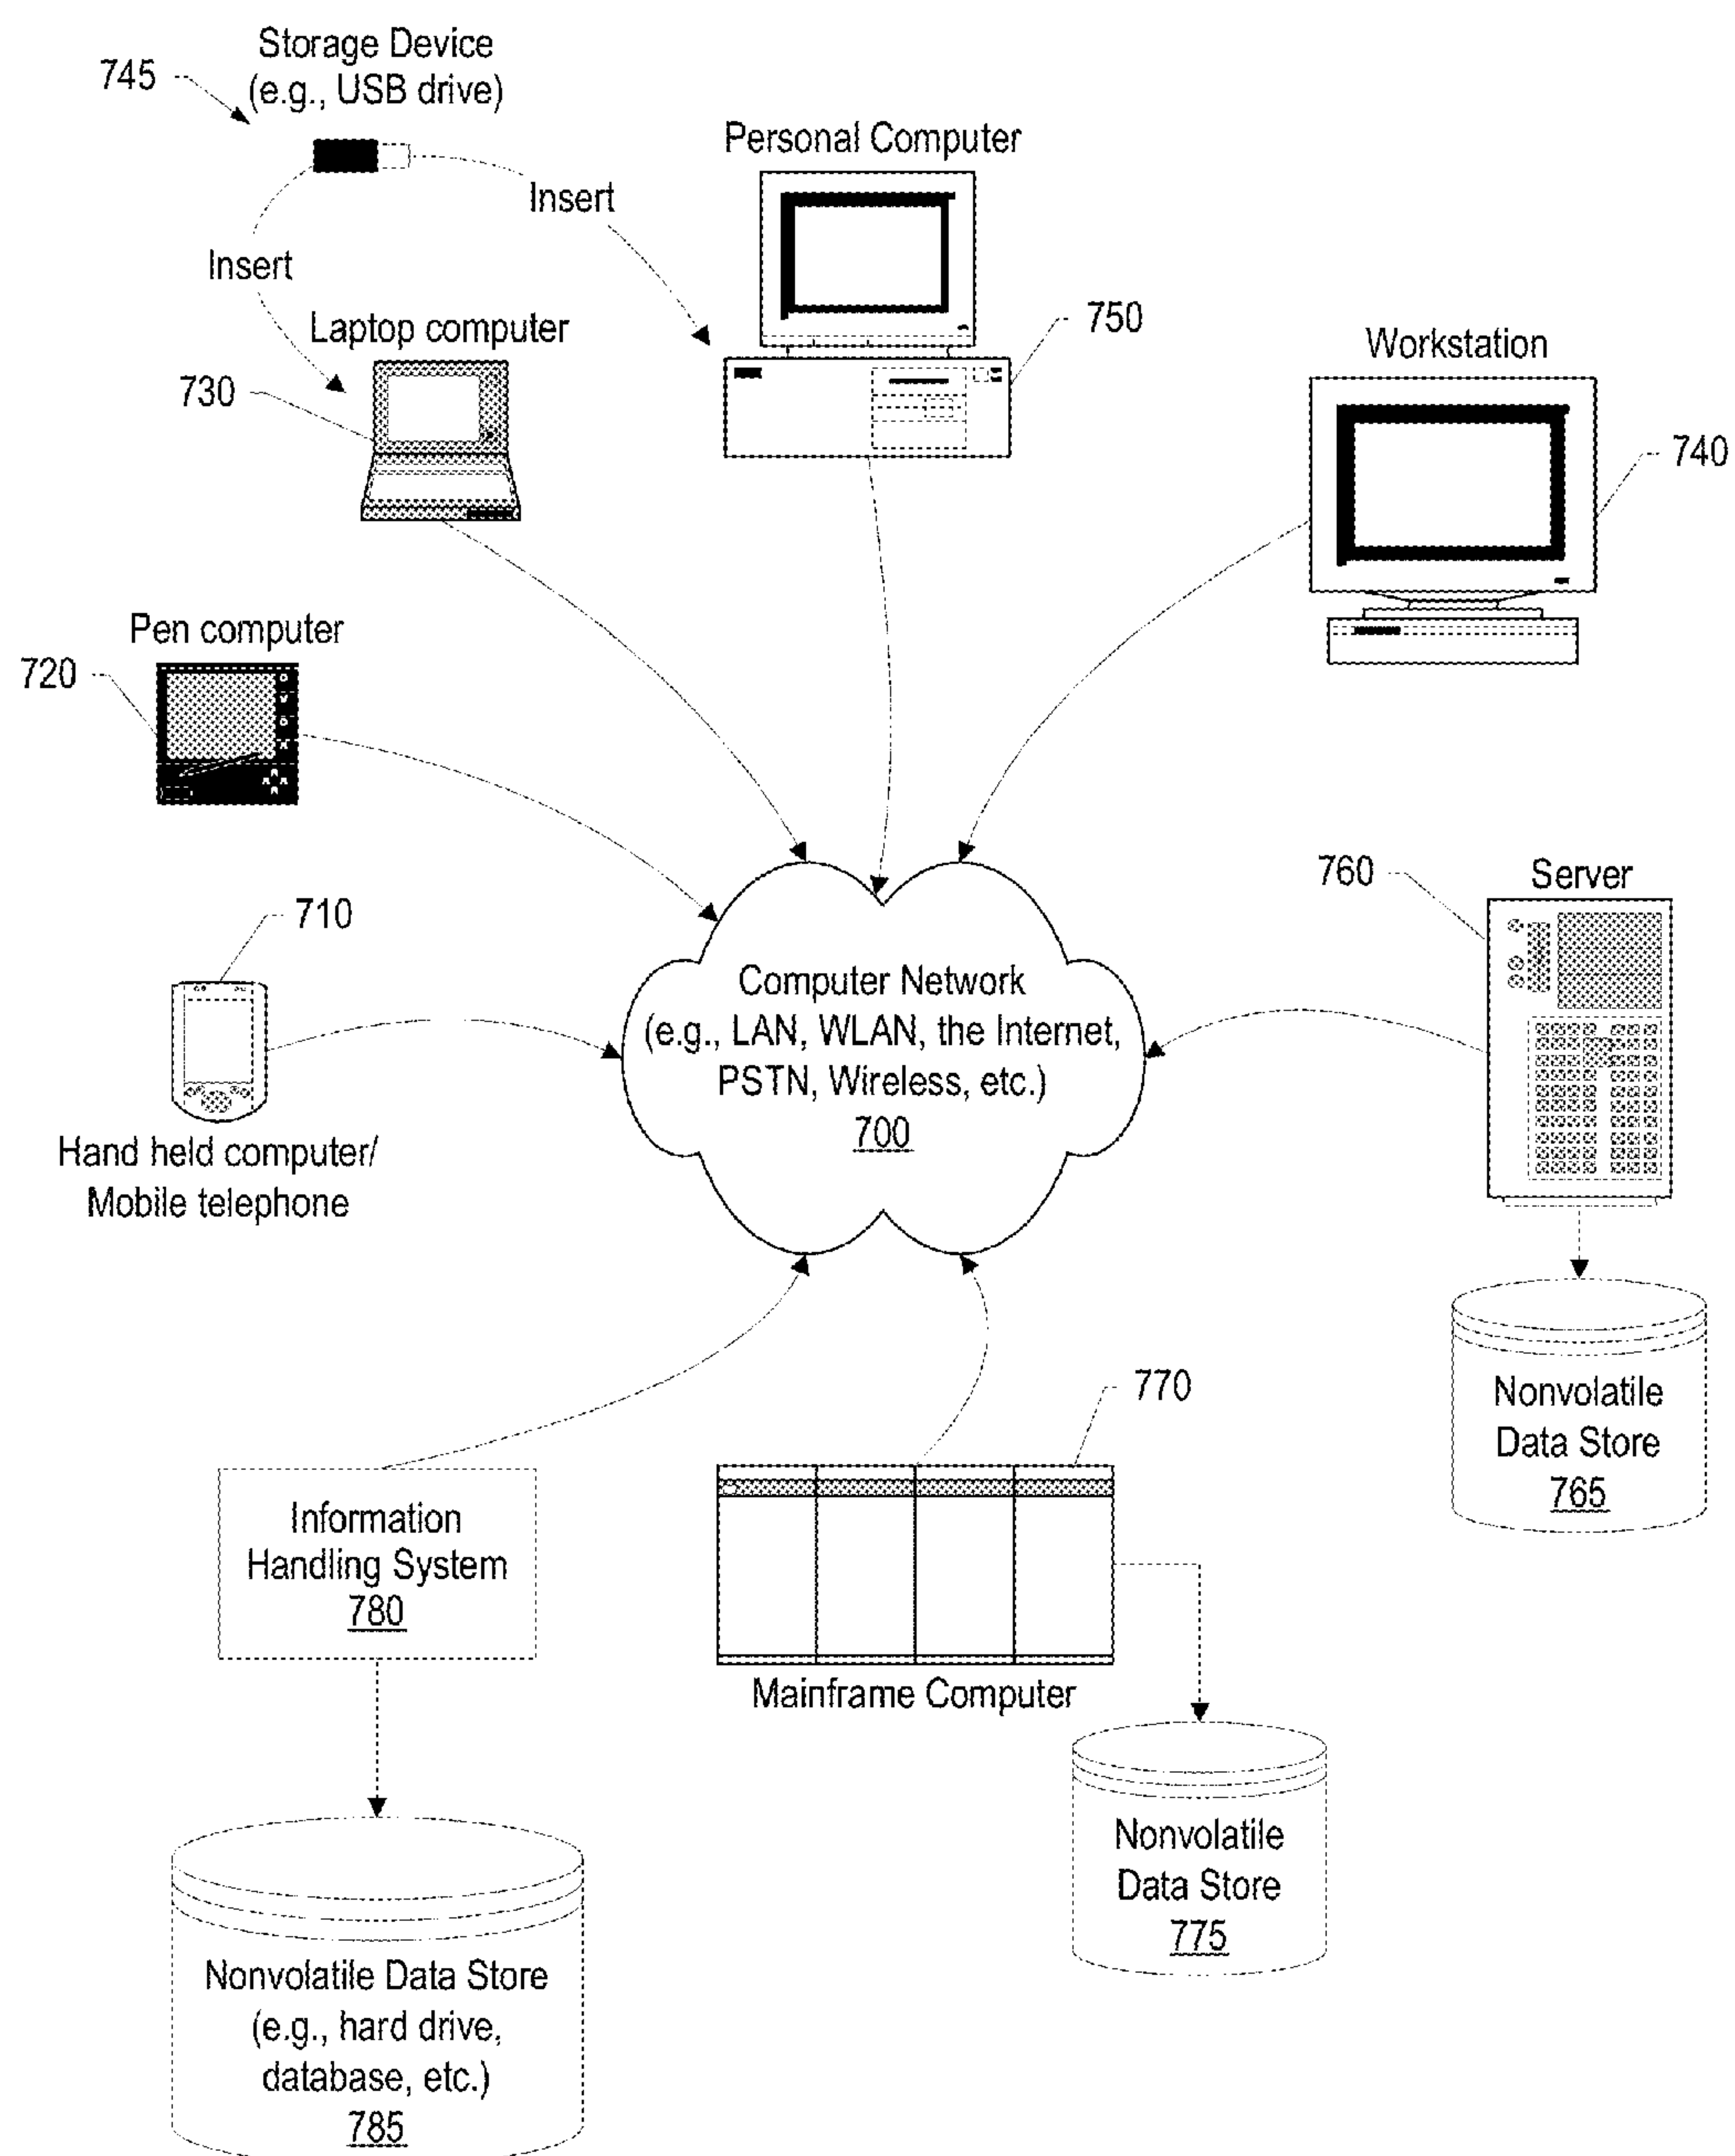 Storage Device
(e.g., USB drive)
745
Personal Computer
Insert
Insert
Laptop computer
750
Workstation
730
740
Pen computer
720
760
Server
710
Computer Network
(e.g., LAN, WLAN, the Internet,
PSTN, Wireless, etc.)
700
Hand held computer/
Mobile telephone
770
Nonvolatile
Data Store
765
Information
Handling System
780
Mainframe Computer
Nonvolatile
Data Store
775
Nonvolatile Data Store
(e.g., hard drive,
database, etc.)
785